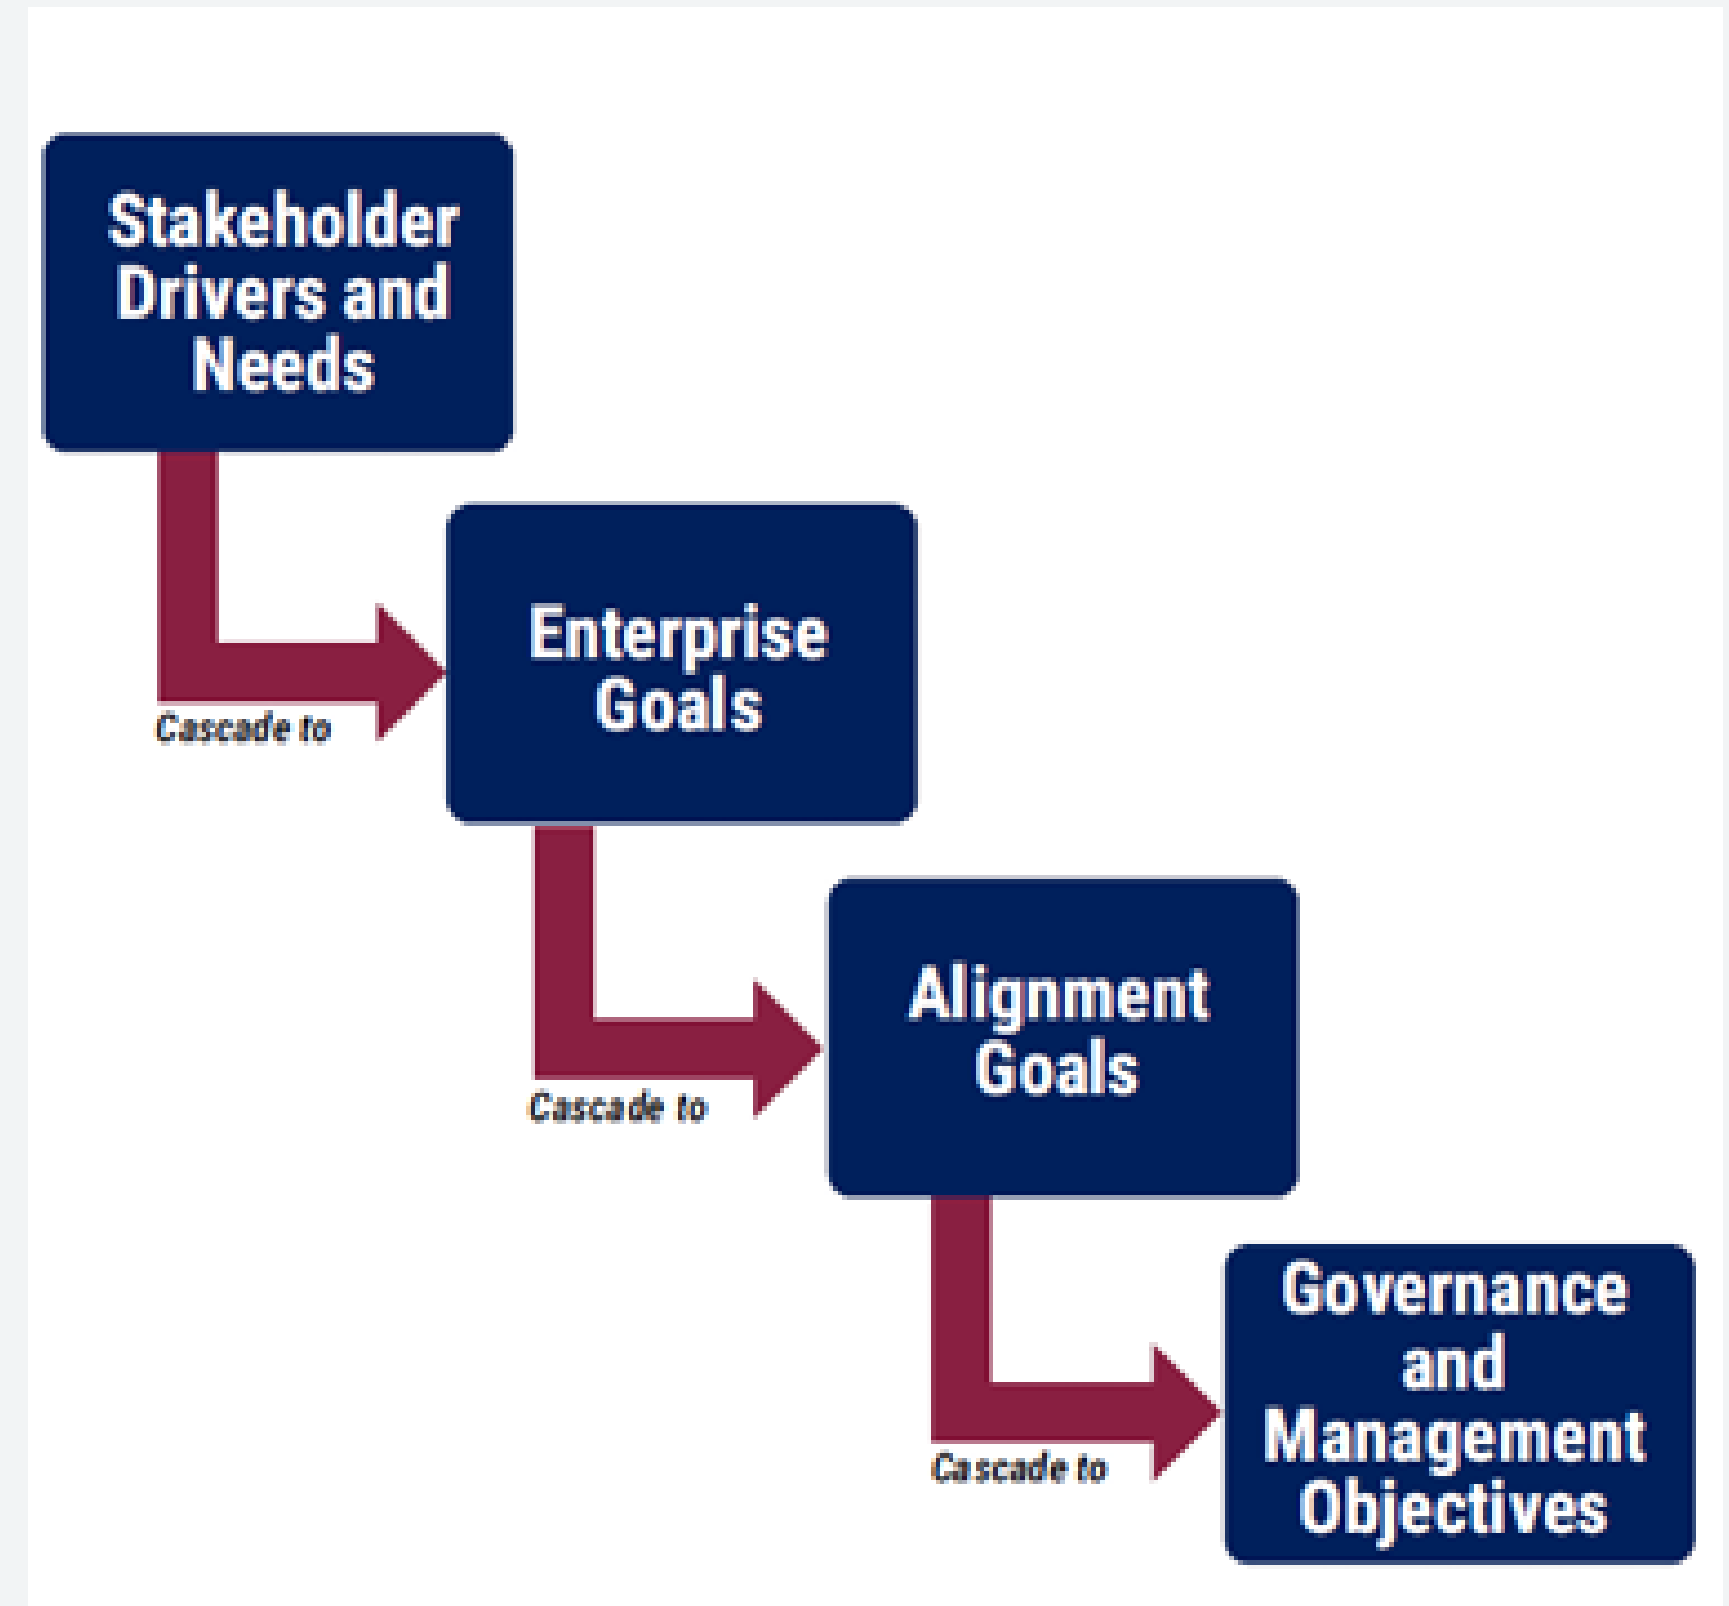 Stakeholder
Drivers and
Needs
Cascade to
Enterprise
Goals
Cascade to
Alignment
Goals
Cascade to
Governance
and
Management
Objectives